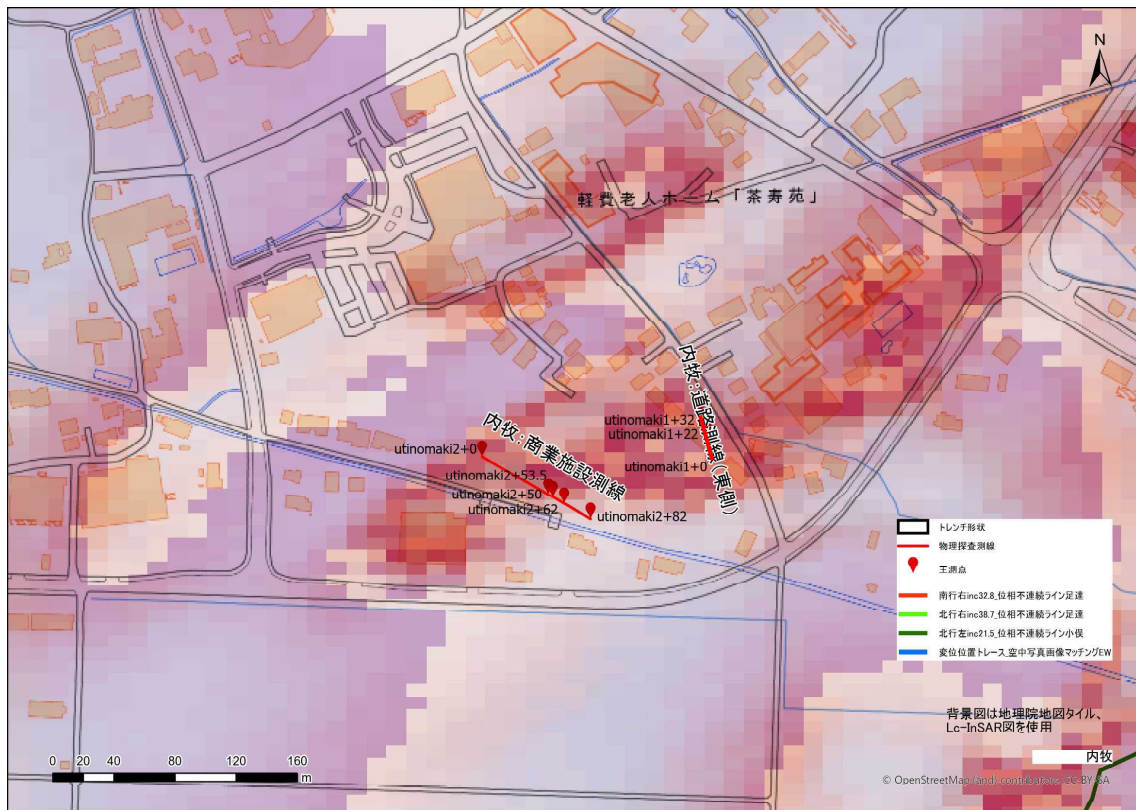 N
軽費老人ホーム「茶寿苑」
内牧:道路測線(東側)
utinomaki1+32
utinomaki1+22
utinomaki1+0
内牧:商業施設測線
utinomaki2+0
utinomaki2+53.5
utinomaki2+50
utinomaki2+62
utinomaki2+82
トレンチ形状
物理探査測線
主測点
南行右inc32.8_位相不連続ライン足達
北行右inc38.7_位相不連続ライン足達
北行左inc21.5_位相不連続ライン小俣
変位位置トレース_空中写真画像マッチングEW
背景図は地理院地図タイル、
Lc-InSAR図を使用
内牧
0 20 40 80 120 160
m
© OpenStreetMap (and) contributors, CC-BY-SA